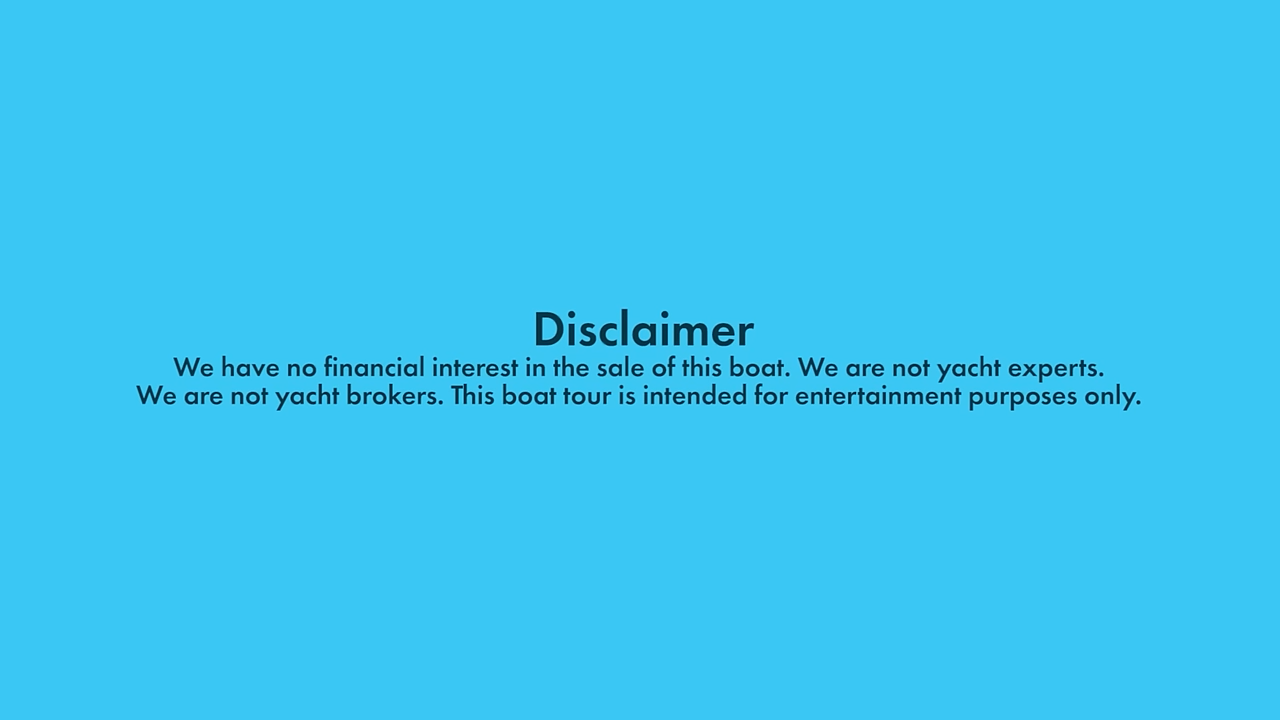 Disclaimer
We have no financial interest in the sale of this boat. We are not yacht experts.
We are not yacht brokers. This boat tour is intended for entertainment purposes only.